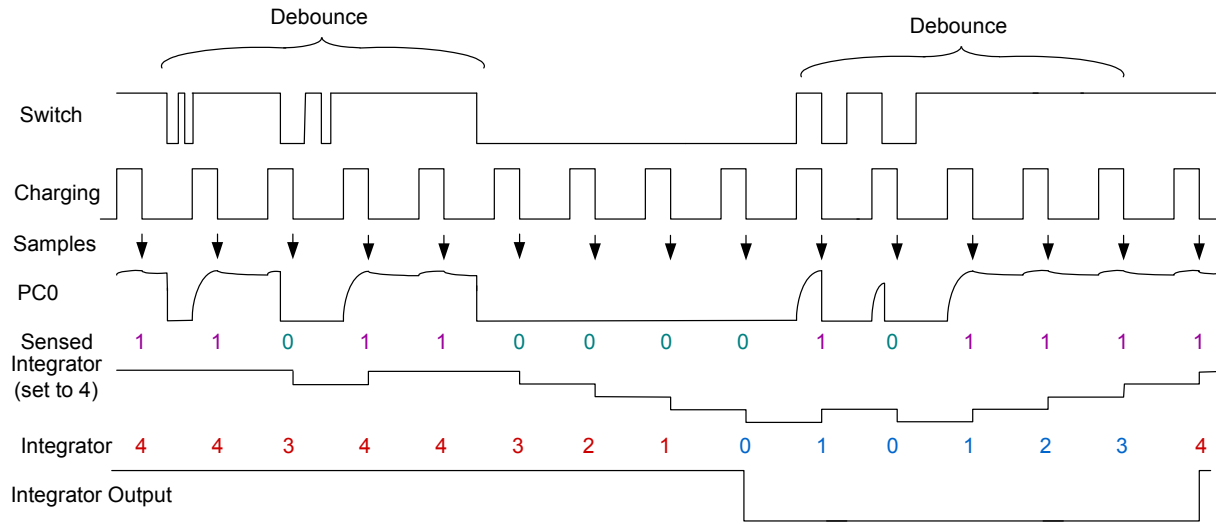 Debounce
Debounce
Switch
Charging
Samples
PC0
Sensed 1 1 0 1 1 0 0 0 0 1 0 1 1 1 1
Integrator
(set to 4)
Integrator 4 4 3 4 4 3 2 1 0 1 0 1 2 3 4
Integrator Output